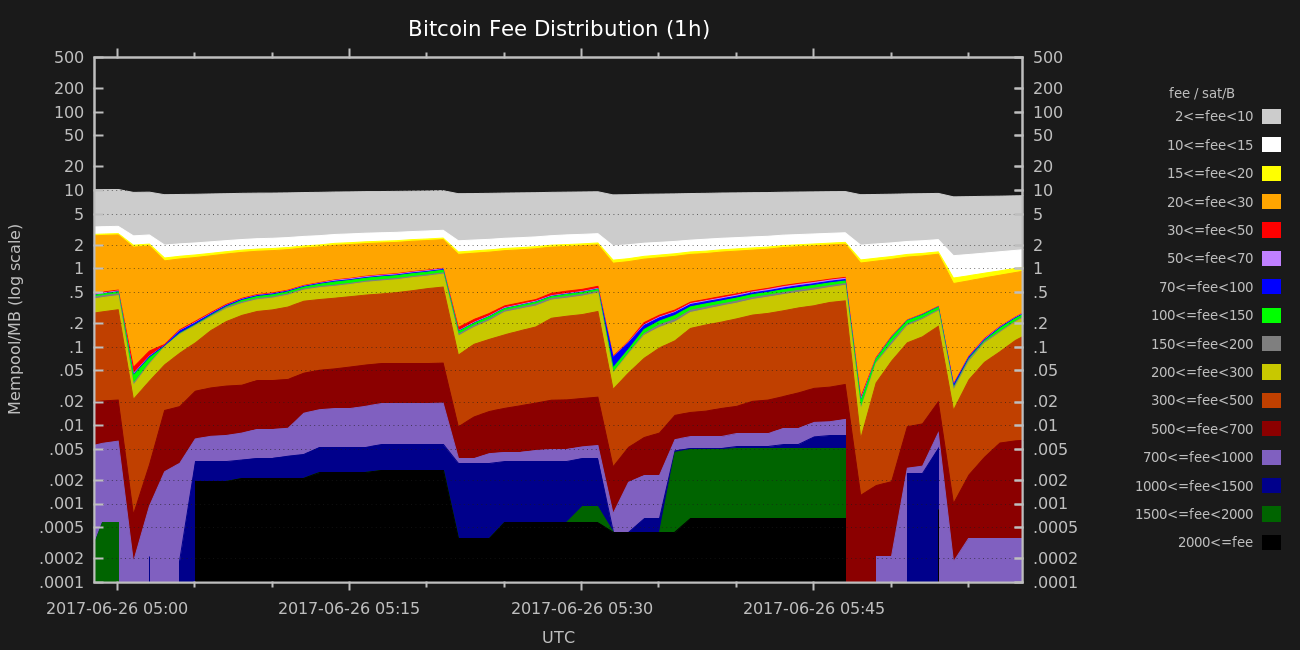 Bitcoin Fee Distribution (1h)
500 500
200 200
100 100
50 50
20 20
10 10
5 5
2 2
1 1
.5 .5
.2 .2
.1 .1
.05 .05
.02 .02
.01 .01
.005 .005
.002 .002
.001 .001
.0005 .0005
.0002 .0002
.0001 .0001
Mempool/MB (log scale)
2017-06-26 05:00 2017-06-26 05:15 2017-06-26 05:30 2017-06-26 05:45
UTC
fee / sat/B
2<=fee<10
10<=fee<15
15<=fee<20
20<=fee<30
30<=fee<50
50<=fee<70
70<=fee<100
100<=fee<150
150<=fee<200
200<=fee<300
300<=fee<500
500<=fee<700
700<=fee<1000
1000<=fee<1500
1500<=fee<2000
2000<=fee